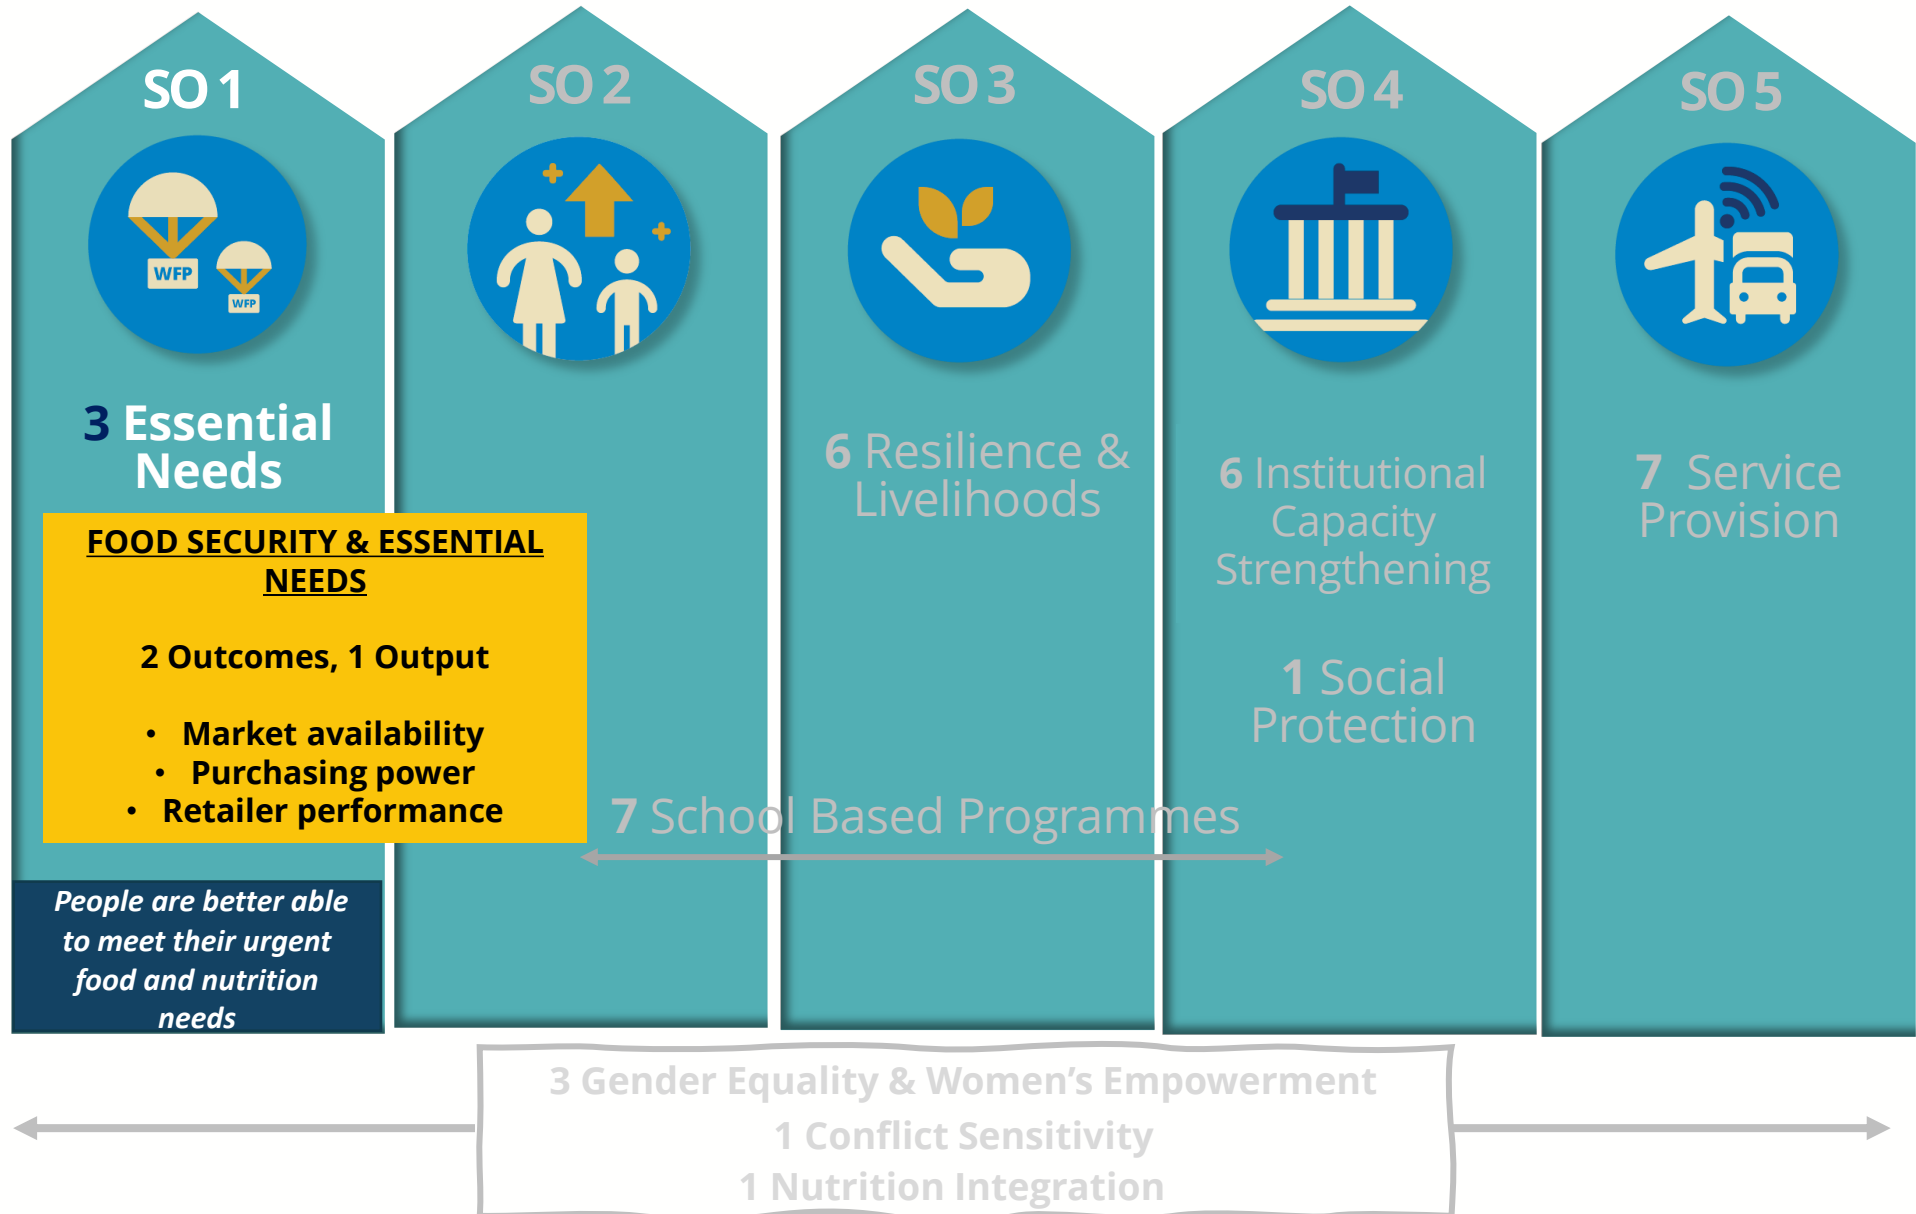 SO 1
WFP
WFP
3 Essential
Needs
FOOD SECURITY & ESSENTIAL
NEEDS
2 Outcomes, 1 Output
• Market availability
• Purchasing power
• Retailer performance
People are better able
to meet their urgent
food and nutrition
needs
SO 2
SO 3
6 Resilience &
Livelihoods
SO 4
6 Institutional
Capacity
Strengthening
1 Social
Protection
SO 5
7 Service
Provision
7 School Based Programmes
3 Gender Equality & Women’s Empowerment
1 Conflict Sensitivity
1 Nutrition Integration